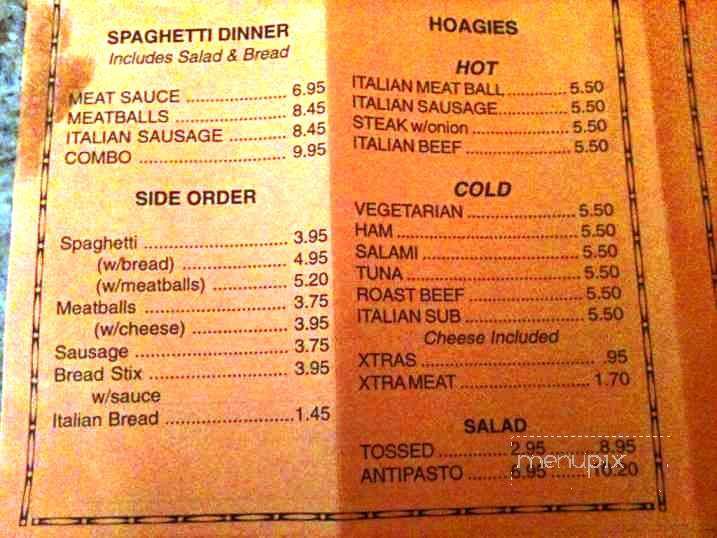 SPAGHETTI DINNER
Includes Salad & Bread
MEAT SAUCE ........................ 6.95
MEATBALLS ......................... 8.45
ITALIAN SAUSAGE .............. 8.45
COMBO ............................... 9.95
SIDE ORDER
Spaghetti ............................. 3.95
(w/bread) ....................... 4.95
(w/meatballs) ................ 5.20
Meatballs .............................. 3.75
(w/cheese) .................... 3.95
Sausage ................................ 3.75
Bread Stix ............................. 3.95
w/sauce
Italian Bread ..........................1.45
HOAGIES
HOT
ITALIAN MEAT BALL ............ 5.50
ITALIAN SAUSAGE .............. 5.50
STEAK w/onion .................... 5.50
ITALIAN BEEF ...................... 5.50
COLD
VEGETARIAN ....................... 5.50
HAM ...................................... 5.50
SALAMI ................................. 5.50
TUNA .................................... 5.50
ROAST BEEF ........................ 5.50
ITALIAN SUB ........................ 5.50
Cheese Included
XTRAS ................................... .95
XTRA MEAT ........................... 1.70
SALAD
TOSSED ............... 2.95 .......... 8.95
ANTIPASTO ......... 6.95 ........ 10.20
menupix